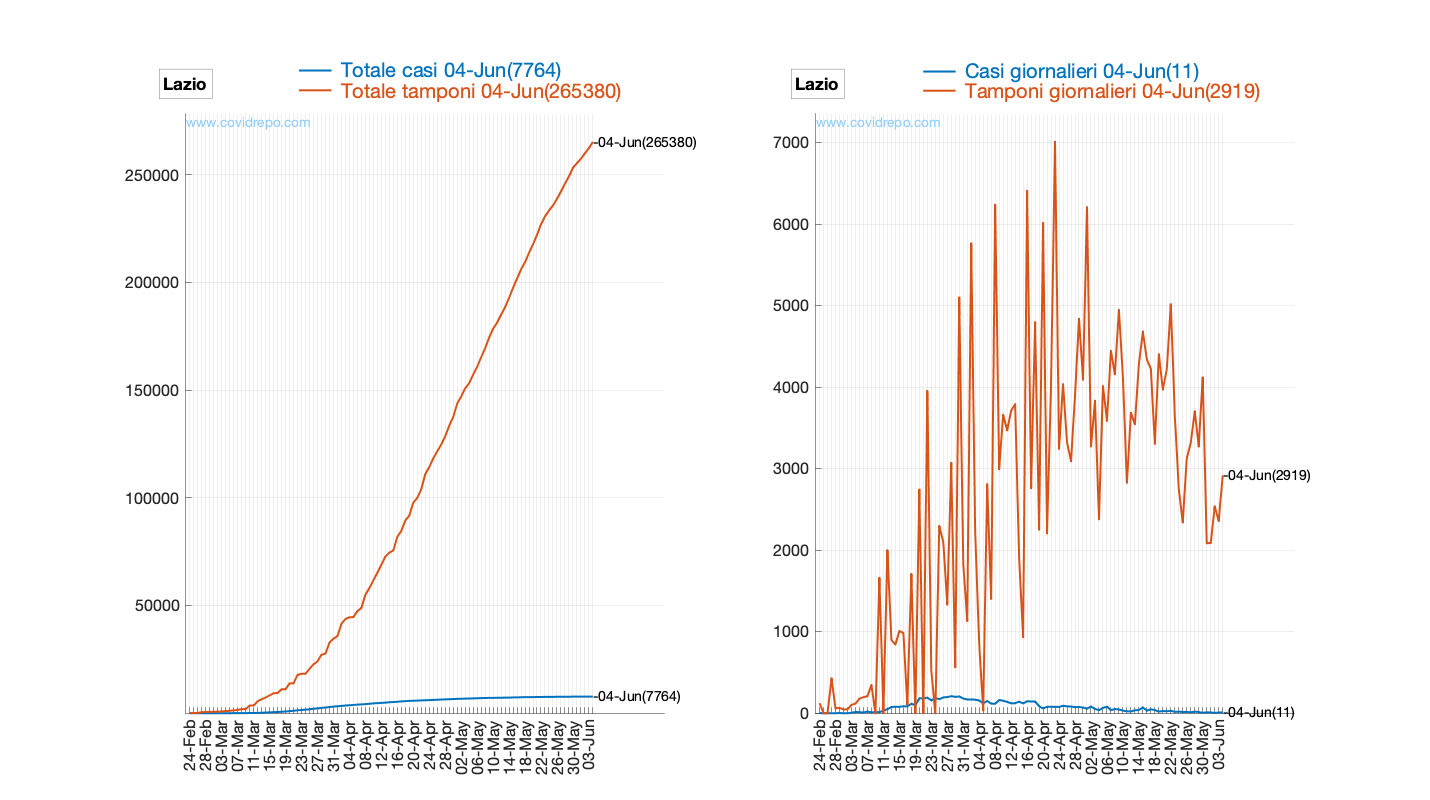 Lazio
Totale casi 04-Jun(7764)
Totale tamponi 04-Jun(265380)
www.covidrepo.com
04-Jun(265380)
250000
200000
150000
100000
50000
04-Jun(7764)
24-Feb
28-Feb
03-Mar
07-Mar
11-Mar
15-Mar
19-Mar
23-Mar
27-Mar
31-Mar
04-Apr
08-Apr
12-Apr
16-Apr
20-Apr
24-Apr
28-Apr
02-May
06-May
10-May
14-May
18-May
22-May
26-May
30-May
03-Jun
Lazio
Casi giornalieri 04-Jun(11)
Tamponi giornalieri 04-Jun(2919)
www.covidrepo.com
7000
6000
5000
4000
3000
04-Jun(2919)
2000
1000
0
04-Jun(11)
24-Feb
28-Feb
03-Mar
07-Mar
11-Mar
15-Mar
19-Mar
23-Mar
27-Mar
31-Mar
04-Apr
08-Apr
12-Apr
16-Apr
20-Apr
24-Apr
28-Apr
02-May
06-May
10-May
14-May
18-May
22-May
26-May
30-May
03-Jun